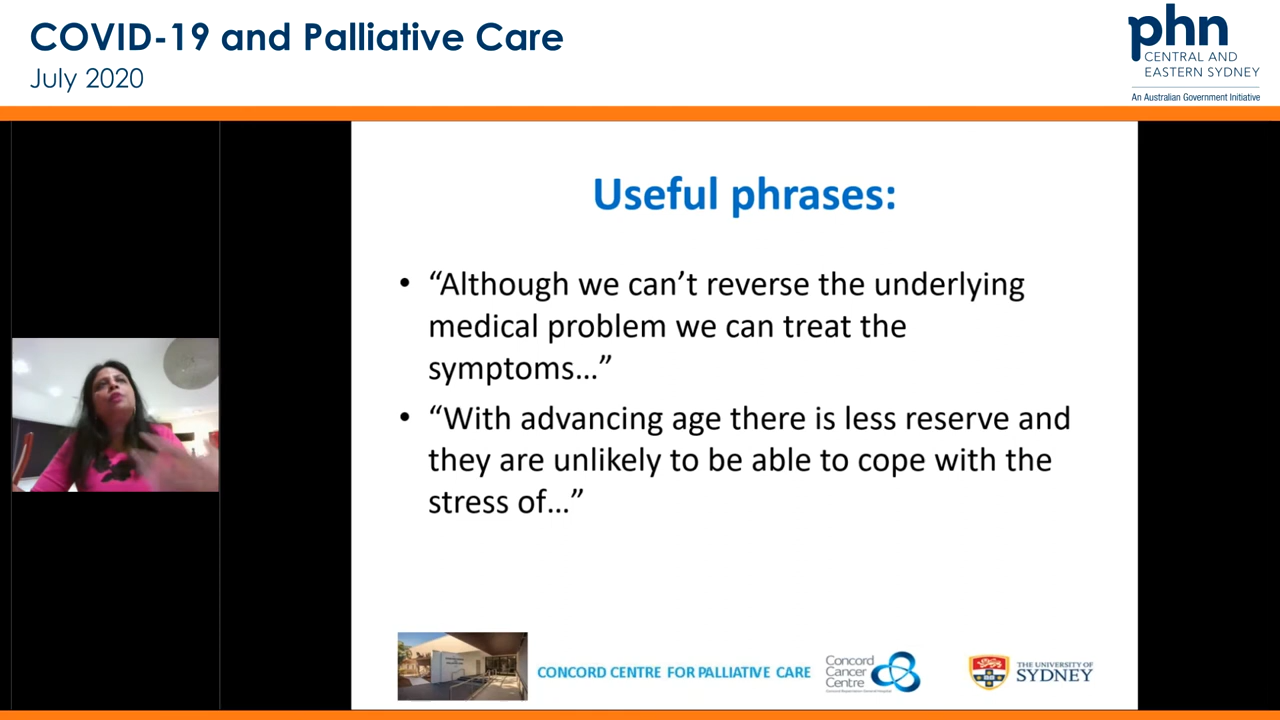 COVID-19 and Palliative Care
July 2020
phn
CENTRAL AND
EASTERN SYDNEY
An Australian Government Initiative
Useful phrases:
• “Although we can’t reverse the underlying
medical problem we can treat the
symptoms…”
• “With advancing age there is less reserve and
they are unlikely to be able to cope with the
stress of…”
CONCORD CENTRE FOR PALLIATIVE CARE
Concord
Cancer
Centre
THE UNIVERSITY OF
SYDNEY